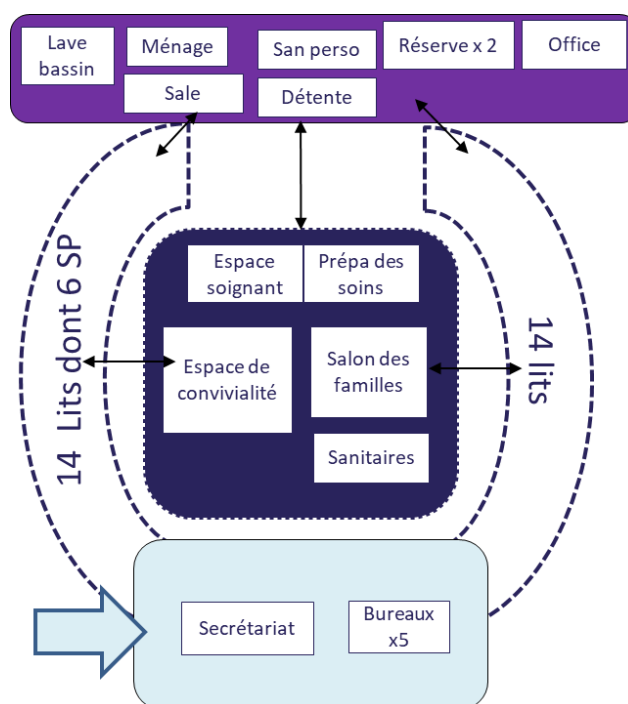 Lave
bassin
Ménage
San perso
Réserve x 2
Office
Sale
Détente
Espace
soignant
Prépa des
soins
14 Lits dont 6 SP
Espace de
convivialité
Salon des
familles
14 lits
Sanitaires
Secrétariat
Bureaux
x5